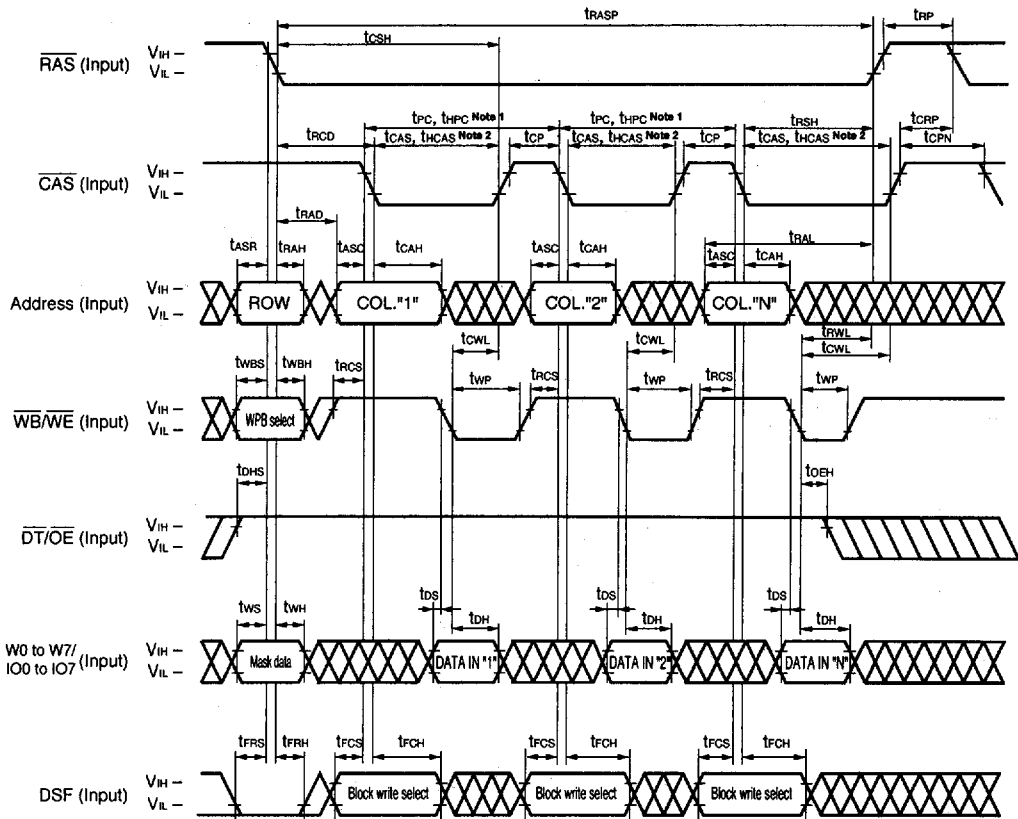 tRASP
tRP
tCSH
RAS (Input)
VIH –
VIL –
tPC, tHPC Note 1
tPC, tHPC Note 1
tRSH
tCRP
tRCD
tCAS, tHCAS Note 2
tCP
tCAS, tHCAS Note 2
tCP
tCAS, tHCAS Note 2
tCPN
CAS (Input)
VIH –
VIL –
tRAD
tRAL
tASR
tRAH
tASC
tCAH
tASC
tCAH
tASC
tCAH
Address (Input)
VIH –
VIL –
ROW
COL."1"
COL."2"
COL."N"
tRWL
tCWL
tCWL
tCWL
tWBS
tWBH
tRCS
tWP
tRCS
tWP
tRCS
tWP
WB/WE (Input)
VIH –
VIL –
WPB select
tDHS
tOEH
DT/OE (Input)
VIH –
VIL –
tWS
tWH
tDS
tDH
tDS
tDH
tDS
tDH
W0 to W7/
IO0 to IO7
(Input)
VIH –
VIL –
Mask data
DATA IN "1"
DATA IN "2"
DATA IN "N"
tFRS
tFRH
tFCS
tFCH
tFCS
tFCH
tFCS
tFCH
DSF (Input)
VIH –
VIL –
Block write select
Block write select
Block write select